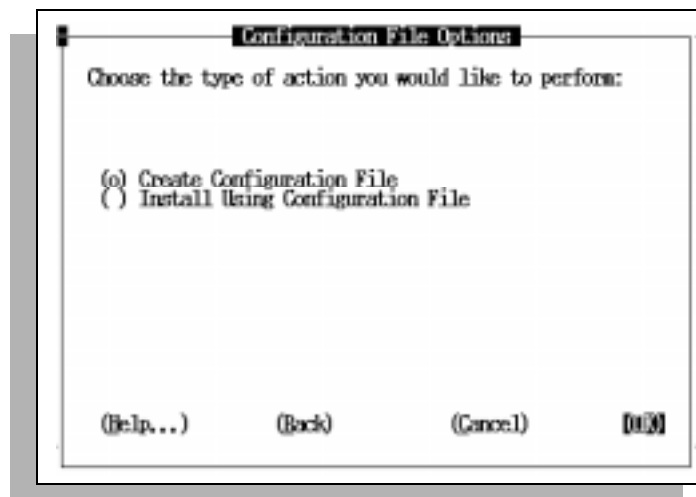 Configuration File Options
Choose the type of action you would like to perform:
(o) Create Configuration File
( ) Install Using Configuration File
(Help...) (Back) (Cancel) [OK]